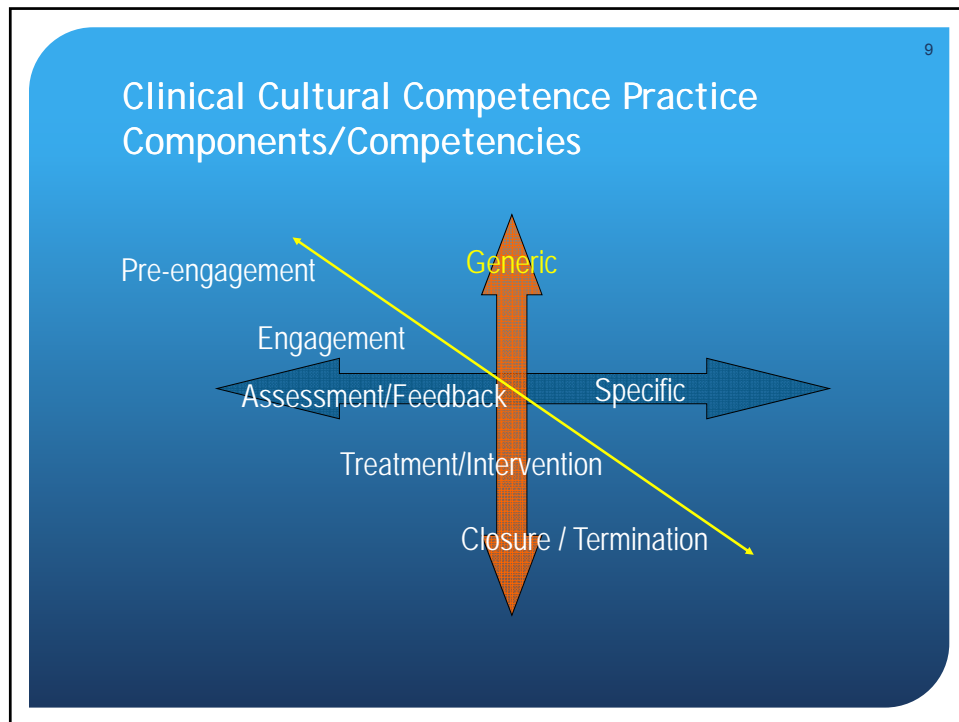 9
Clinical Cultural Competence Practice
Components/Competencies
Generic
Pre-engagement
Engagement
Assessment/Feedback
Specific
Treatment/Intervention
Closure / Termination